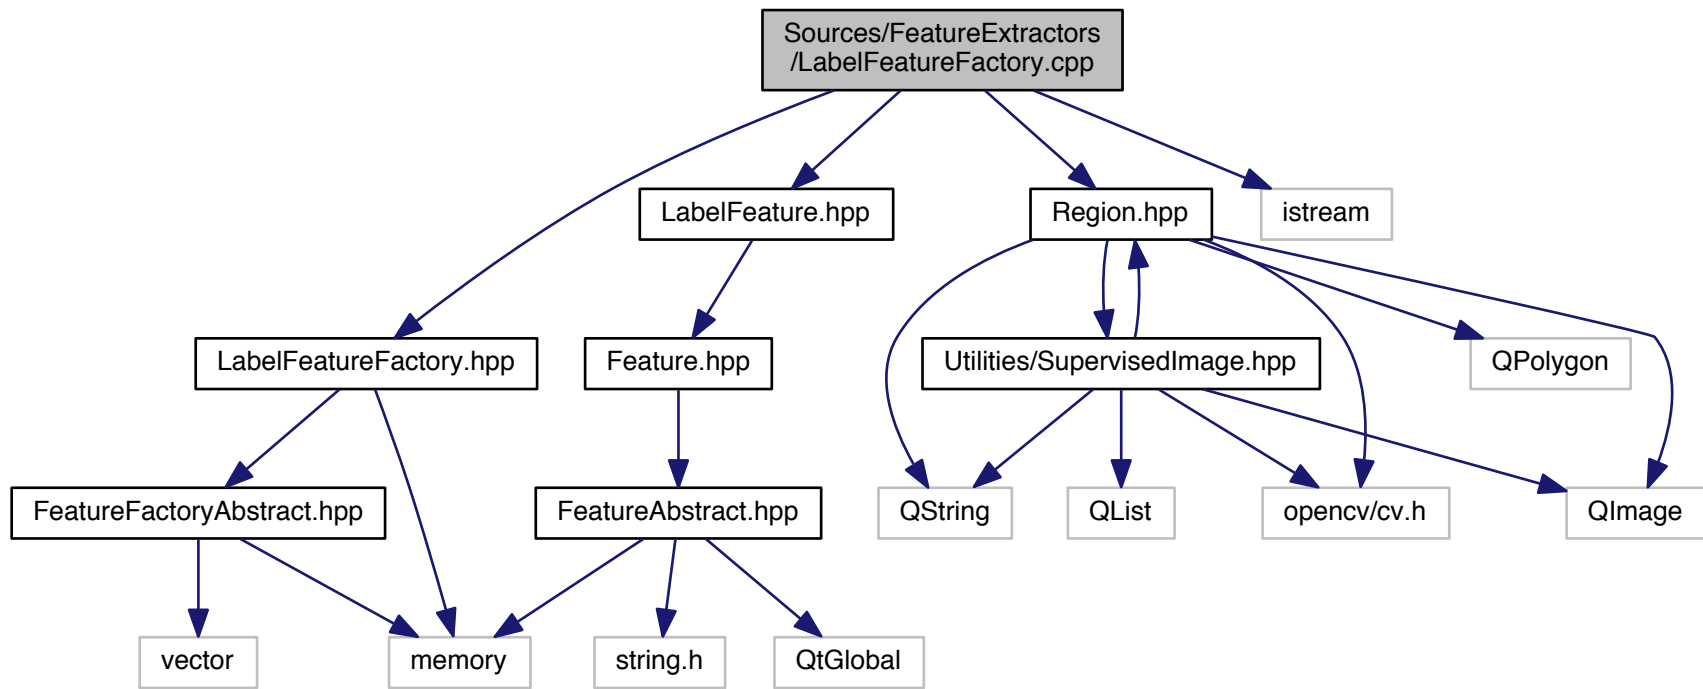 Sources/FeatureExtractors
/LabelFeatureFactory.cpp
LabelFeature.hpp
Region.hpp
istream
LabelFeatureFactory.hpp
Feature.hpp
Utilities/SupervisedImage.hpp
QPolygon
FeatureFactoryAbstract.hpp
FeatureAbstract.hpp
QString
QList
opencv/cv.h
QImage
vector
memory
string.h
QtGlobal